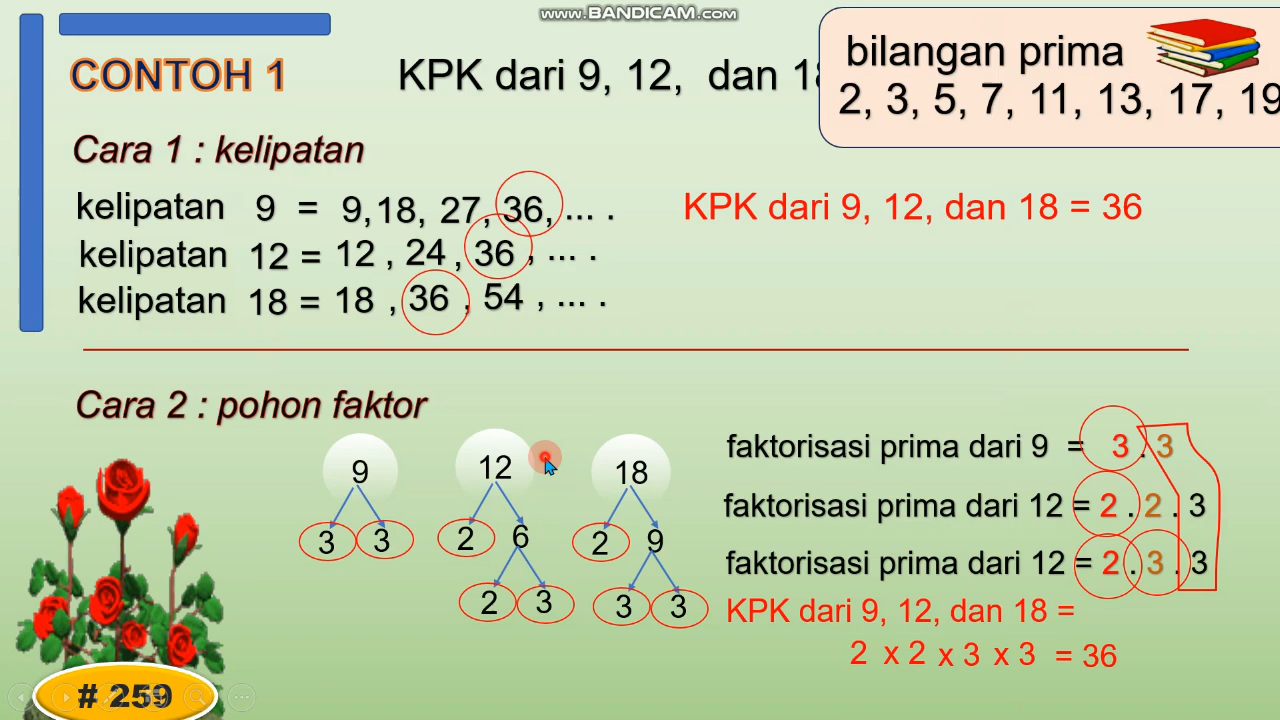 www.BANDICAM.com
CONTOH 1
KPK dari 9, 12, dan 18
bilangan prima
2, 3, 5, 7, 11, 13, 17, 19
Cara 1 : kelipatan
kelipatan 9 = 9, 18, 27, 36, ... .
KPK dari 9, 12, dan 18 = 36
kelipatan 12 = 12 , 24 , 36 , ... .
kelipatan 18 = 18 , 36 , 54 , ... .
Cara 2 : pohon faktor
9
12
18
3 3
2 6
2 9
2 3
3 3
faktorisasi prima dari 9 = 3 . 3
faktorisasi prima dari 12 = 2 . 2 . 3
faktorisasi prima dari 12 = 2 . 3 . 3
KPK dari 9, 12, dan 18 =
2 x 2 x 3 x 3 = 36
# 259